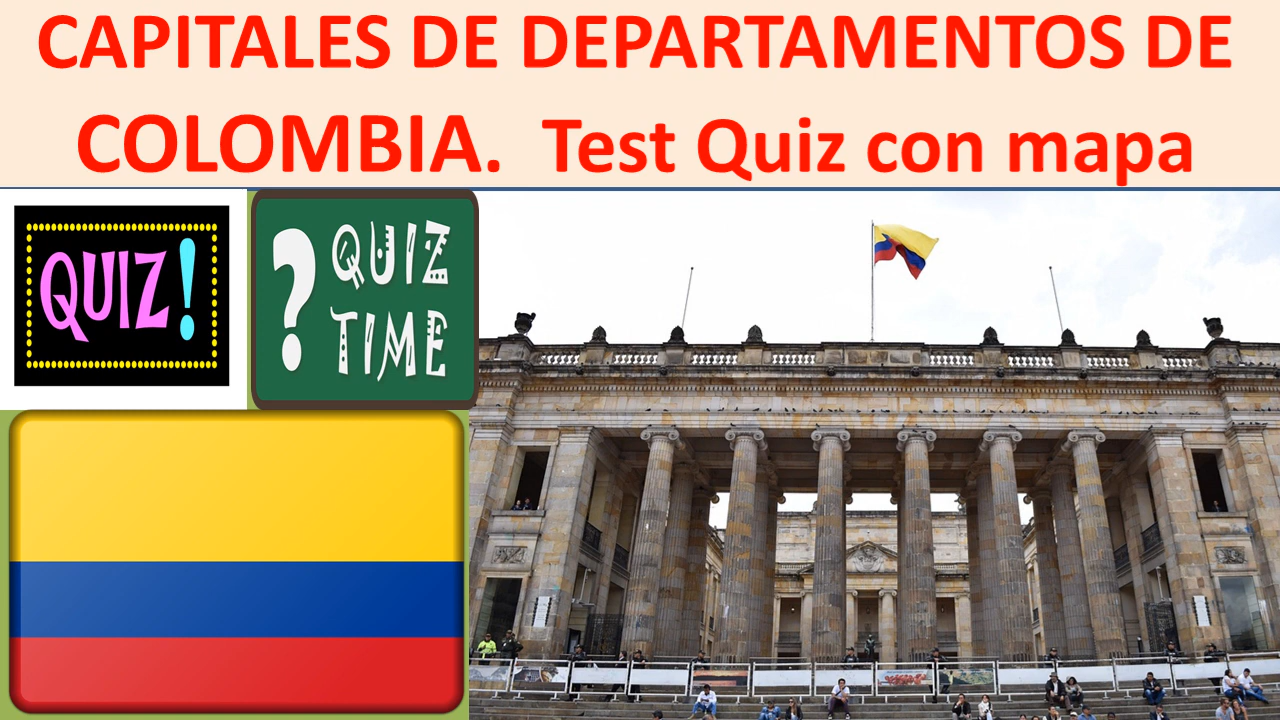 CAPITALES DE DEPARTAMENTOS DE
COLOMBIA. Test Quiz con mapa
QUIZ!
? QUIZ
TIME